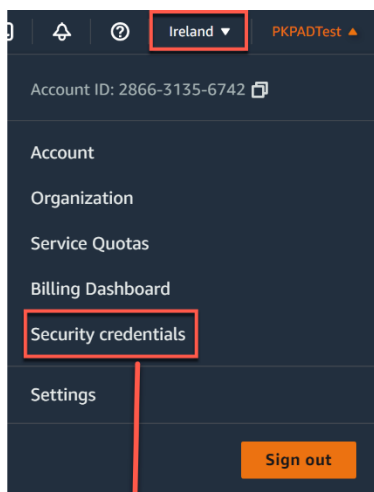 Ireland ▼ PKPADTest ▲
Account ID: 2866-3135-6742
Account
Organization
Service Quotas
Billing Dashboard
Security credentials
Settings
Sign out